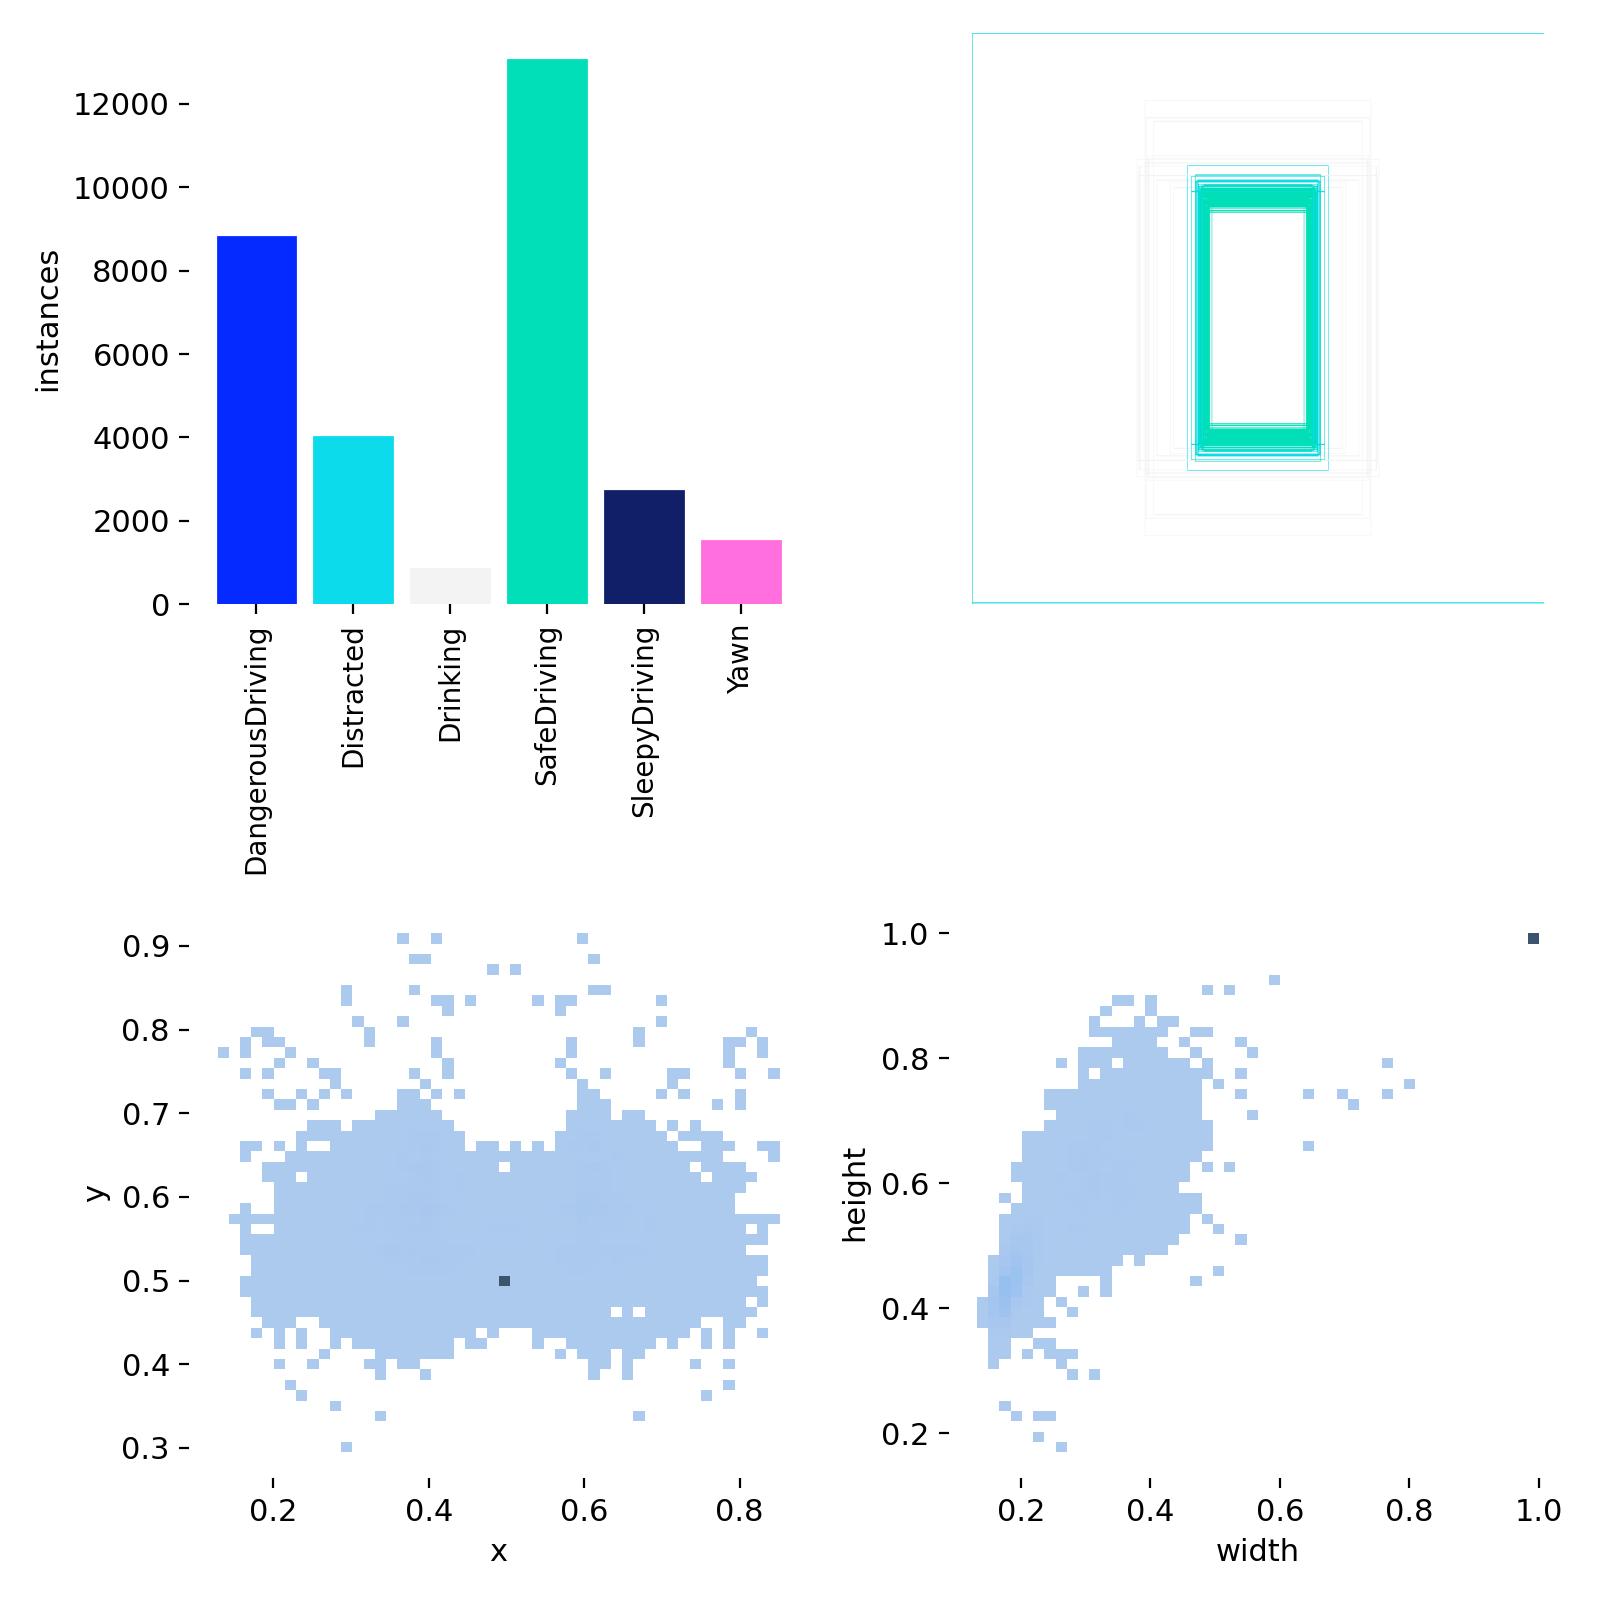 instances
12000
10000
8000
6000
4000
2000
0
DangerousDriving
Distracted
Drinking
SafeDriving
SleepyDriving
Yawn
y
0.9
0.8
0.7
0.6
0.5
0.4
0.3
0.2 0.4 0.6 0.8
x
height
1.0
0.8
0.6
0.4
0.2
0.2 0.4 0.6 0.8 1.0
width